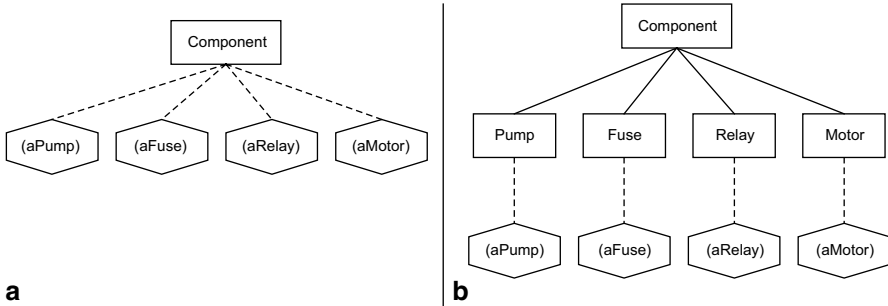 Component
(aPump) (aFuse) (aRelay) (aMotor)
a
Component
Pump Fuse Relay Motor
(aPump) (aFuse) (aRelay) (aMotor)
b